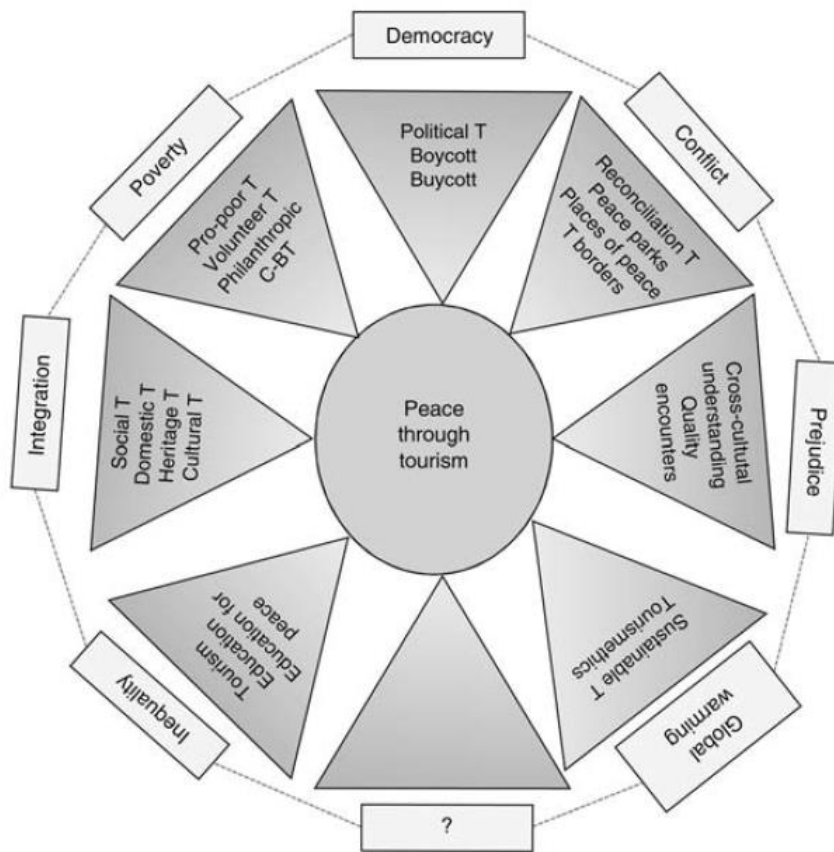 Democracy
Political T
Boycott
Buycott
Conflict
Reconciliation T
Peace parks
Places of peace
T borders
Prejudice
Cross-cultutal
understanding
Quality
encounters
Global
warming
Sustainable T
Tourismethics
?
Inequality
Tourism
Education
Education for
peace
Integration
Social T
Domestic T
Heritage T
Cultural T
Poverty
Pro-poor T
Volunteer T
Philanthropic
C-BT
Peace
through
tourism